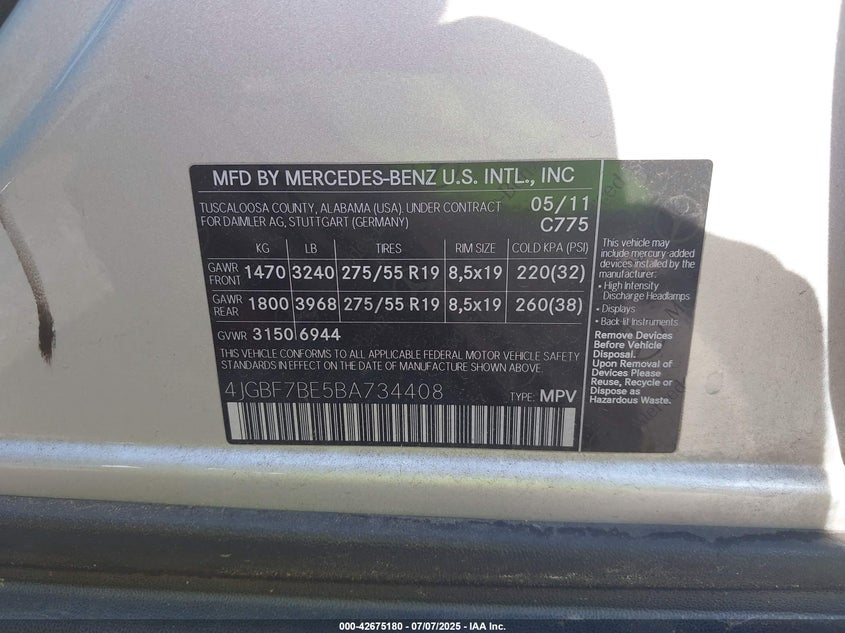 MFD BY MERCEDES-BENZ U.S. INTL., INC
TUSCALOOSA COUNTY, ALABAMA (USA). UNDER CONTRACT 05/11
FOR DAIMLER AG, STUTTGART (GERMANY) C775
KG LB TIRES RIM SIZE COLD KPA (PSI)
GAWR FRONT 1470 3240 275/55 R19 8,5x19 220(32)
GAWR REAR 1800 3968 275/55 R19 8,5x19 260(38)
GVWR 3150 6944
THIS VEHICLE CONFORMS TO ALL APPLICABLE FEDERAL MOTOR VEHICLE SAFETY
STANDARDS IN EFFECT ON THE DATE OF MANUFACTURE SHOWN ABOVE.
4JGBF7BE5BA734408 TYPE: MPV
This vehicle may
include mercury-added
devices installed by the
manufacturer:
• High Intensity
Discharge Headlamps
• Displays
• Back-lit Instruments
Remove Devices
Before Vehicle
Disposal.
Upon Removal of
Devices Please
Reuse, Recycle or
Dispose as
Hazardous Waste.
000-42675180 - 07/07/2025 - IAA Inc.